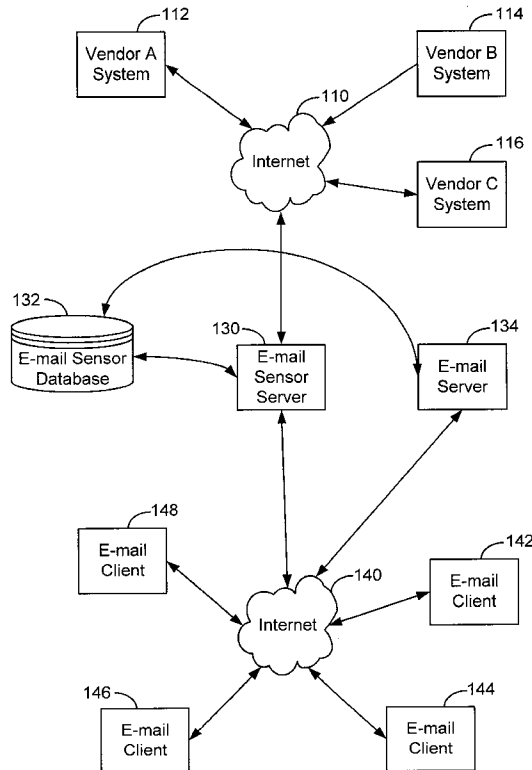 112
Vendor A
System
114
Vendor B
System
110
Internet
116
Vendor C
System
132
E-mail Sensor
Database
130
E-mail
Sensor
Server
134
E-mail
Server
148
E-mail
Client
140
Internet
142
E-mail
Client
146
E-mail
Client
144
E-mail
Client